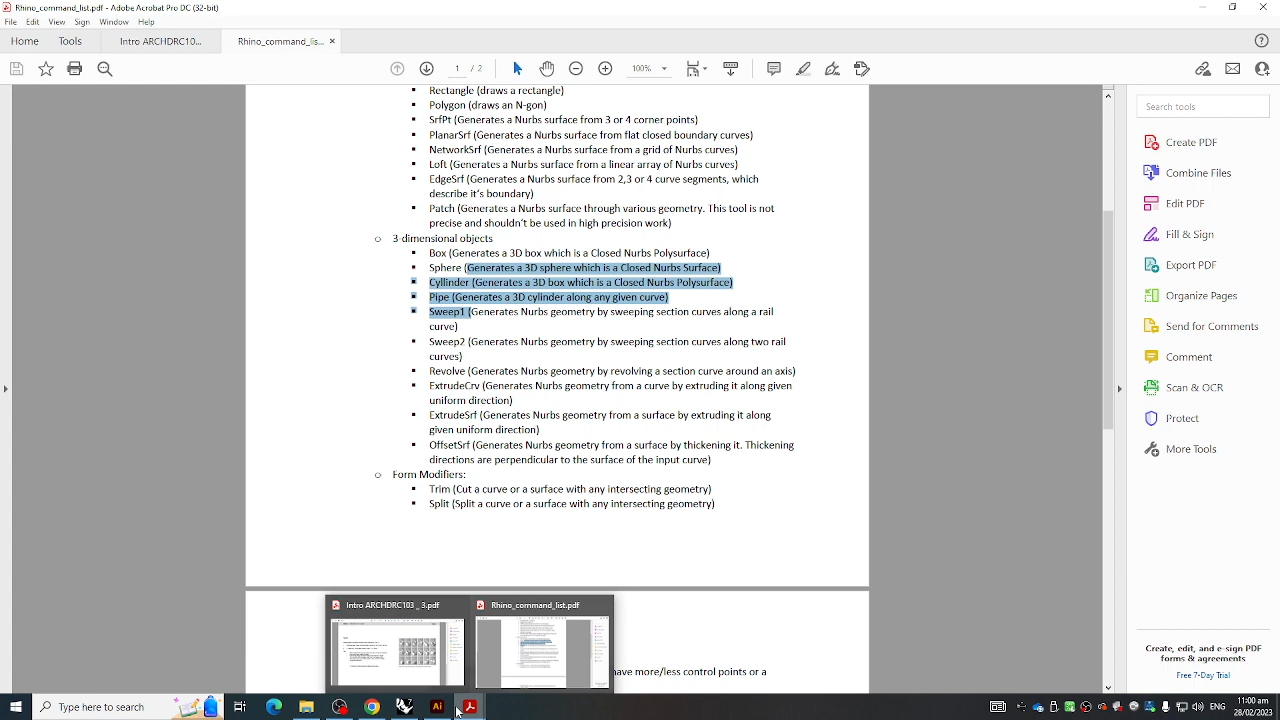 Rhino_command_list.pdf - Adobe Acrobat Pro DC (32-bit)
File Edit View Sign Window Help
Home Tools Intro ARCHDRC10... Rhino_command_lis... ×
1 / 2 100%
Rectangle (draws a rectangle)
Polygon (draws an N-gon)
SrfPt (Generates a Nurbs surface from 3 or 4 corner points)
PlanarSrf (Generates a Nurbs surface from flat closed boundary curves)
NetworkSrf (Generates a Nurbs surface from a grid of Nurbs curves)
Loft (Generates a Nurbs surface from a linear array of Nurbs curves)
EdgeSrf (Generates a Nurbs surface from 2,3 or 4 curve segments, which
describe it's boundary)
Patch (Generates a Nurbs surface through various geometry. This tool is not
precise and shouldn't be used in high precision work)
3-dimensional objects
Box (Generates a 3D box which is a Closed Nurbs Polysurface)
Sphere (Generates a 3D sphere which is a Closed Nurbs Surface)
Cyllinder (Generates a 3D box which is a Closed Nurbs Polysurface)
Pipe (Generates a 3D cylinder along any given curve)
Sweep1 (Generates Nurbs geometry by sweeping section curves along a rail
curve)
Sweep2 (Generates Nurbs geometry by sweeping section curves along two rail
curves)
Revolve (Generates Nurbs geometry by revolving a section curve around an axis)
ExtrudeCrv (Generates Nurbs geometry from a curve by extruding it along given
uniform direction)
ExtrudeSrf (Generates Nurbs geometry from a surface by extruding it along
given uniform direction)
OffsetSrf (Generates Nurbs geometry from a surface by thickening it. Thickening
directions are perpendicular to the surface of the input curve)
Form Modifiers:
Trim (Cut a curve or a surface with any intersecting geometry)
Split (Split a curve or a surface with any intersecting geometry)
have more/less control points or a
Search tools
Create PDF
Combine Files
Edit PDF
Fill & Sign
Export PDF
Organize Pages
Send for Comments
Comment
Scan & OCR
Protect
More Tools
Create, edit, and sign PDF
forms & agreements
Free 7-Day Trial
Intro ARCHDRC103 _ 3.pdf
Rhino_command_list.pdf
Type here to search
Ai
ENG
11:00 am
28/02/2023